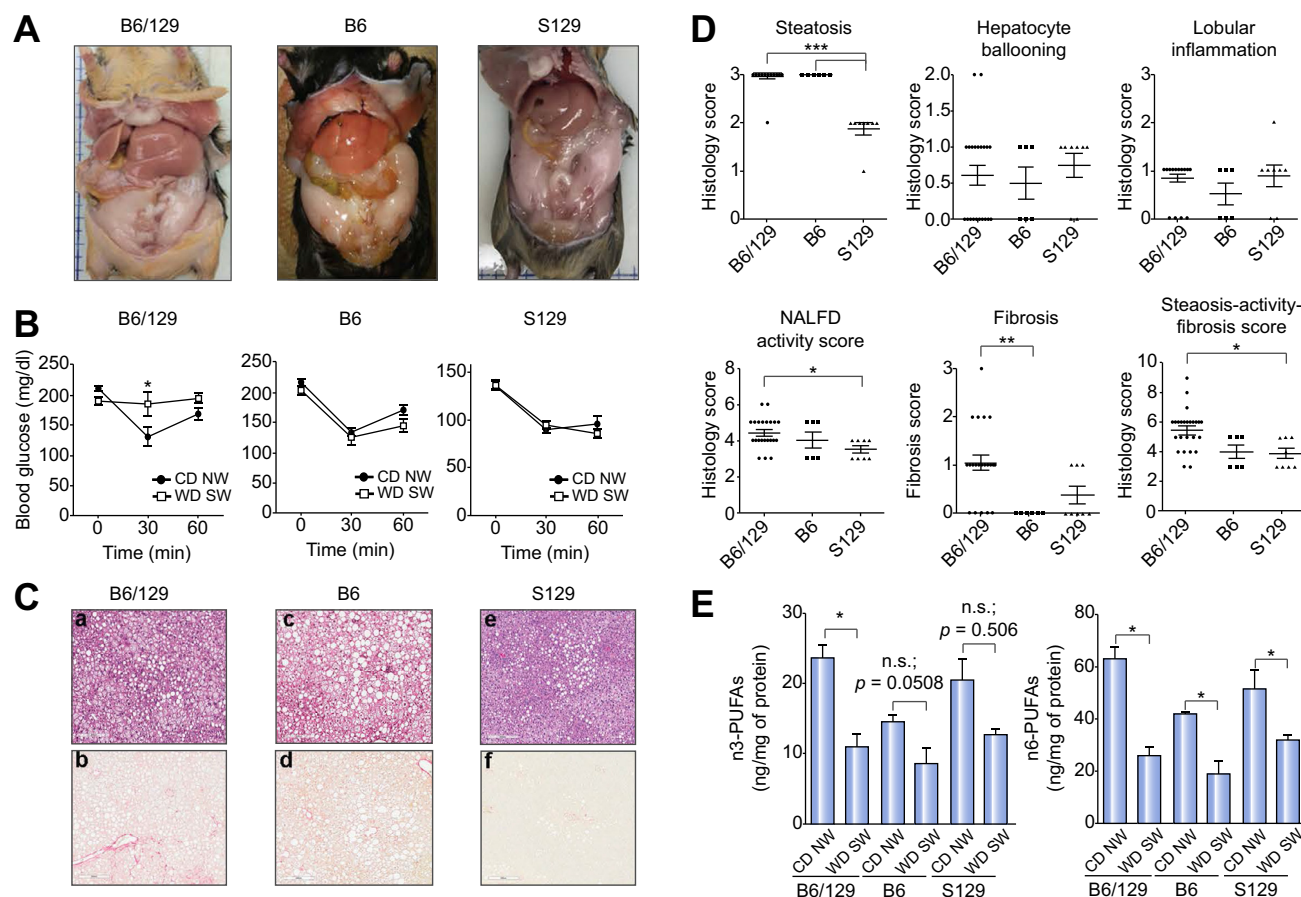 A
B6/129
B6
S129
B
B6/129
B6
S129
Blood glucose (mg/dl)
250
200
150
100
50
0
*
CD NW
WD SW
0
30
60
Time (min)
250
200
150
100
50
0
CD NW
WD SW
0
30
60
Time (min)
150
100
50
0
CD NW
WD SW
0
30
60
Time (min)
C
B6/129
B6
S129
a
c
e
b
d
f
D
Steatosis
***
Histology score
3
2
1
0
B6/129
B6
S129
Hepatocyte
ballooning
Histology score
2.0
1.5
1.0
0.5
0.0
B6/129
B6
S129
Lobular
inflammation
Histology score
3
2
1
0
B6/129
B6
S129
NALFD
activity score
*
Histology score
8
6
4
2
0
B6/129
B6
S129
Fibrosis
**
Fibrosis score
4
3
2
1
0
B6/129
B6
S129
Steaosis-activity-
fibrosis score
*
Histology score
10
8
6
4
2
0
B6/129
B6
S129
E
n3-PUFAs
(ng/mg of protein)
30
20
10
0
*
n.s.;
p = 0.0508
n.s.;
p = 0.506
CD NW
WD SW
CD NW
WD SW
CD NW
WD SW
B6/129
B6
S129
n6-PUFAs
(ng/mg of protein)
80
60
40
20
0
*
*
*
CD NW
WD SW
CD NW
WD SW
CD NW
WD SW
B6/129
B6
S129